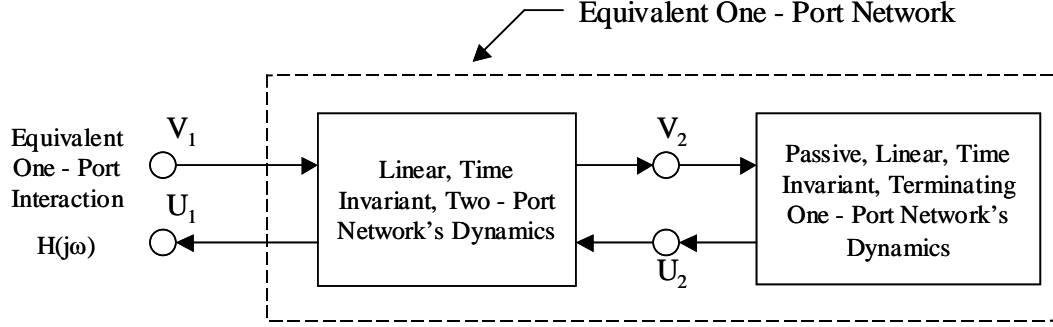 Equivalent One - Port Network
Equivalent
One - Port
Interaction
H(jω)
V1
U1
Linear, Time
Invariant, Two - Port
Network's Dynamics
V2
U2
Passive, Linear, Time
Invariant, Terminating
One - Port Network's
Dynamics